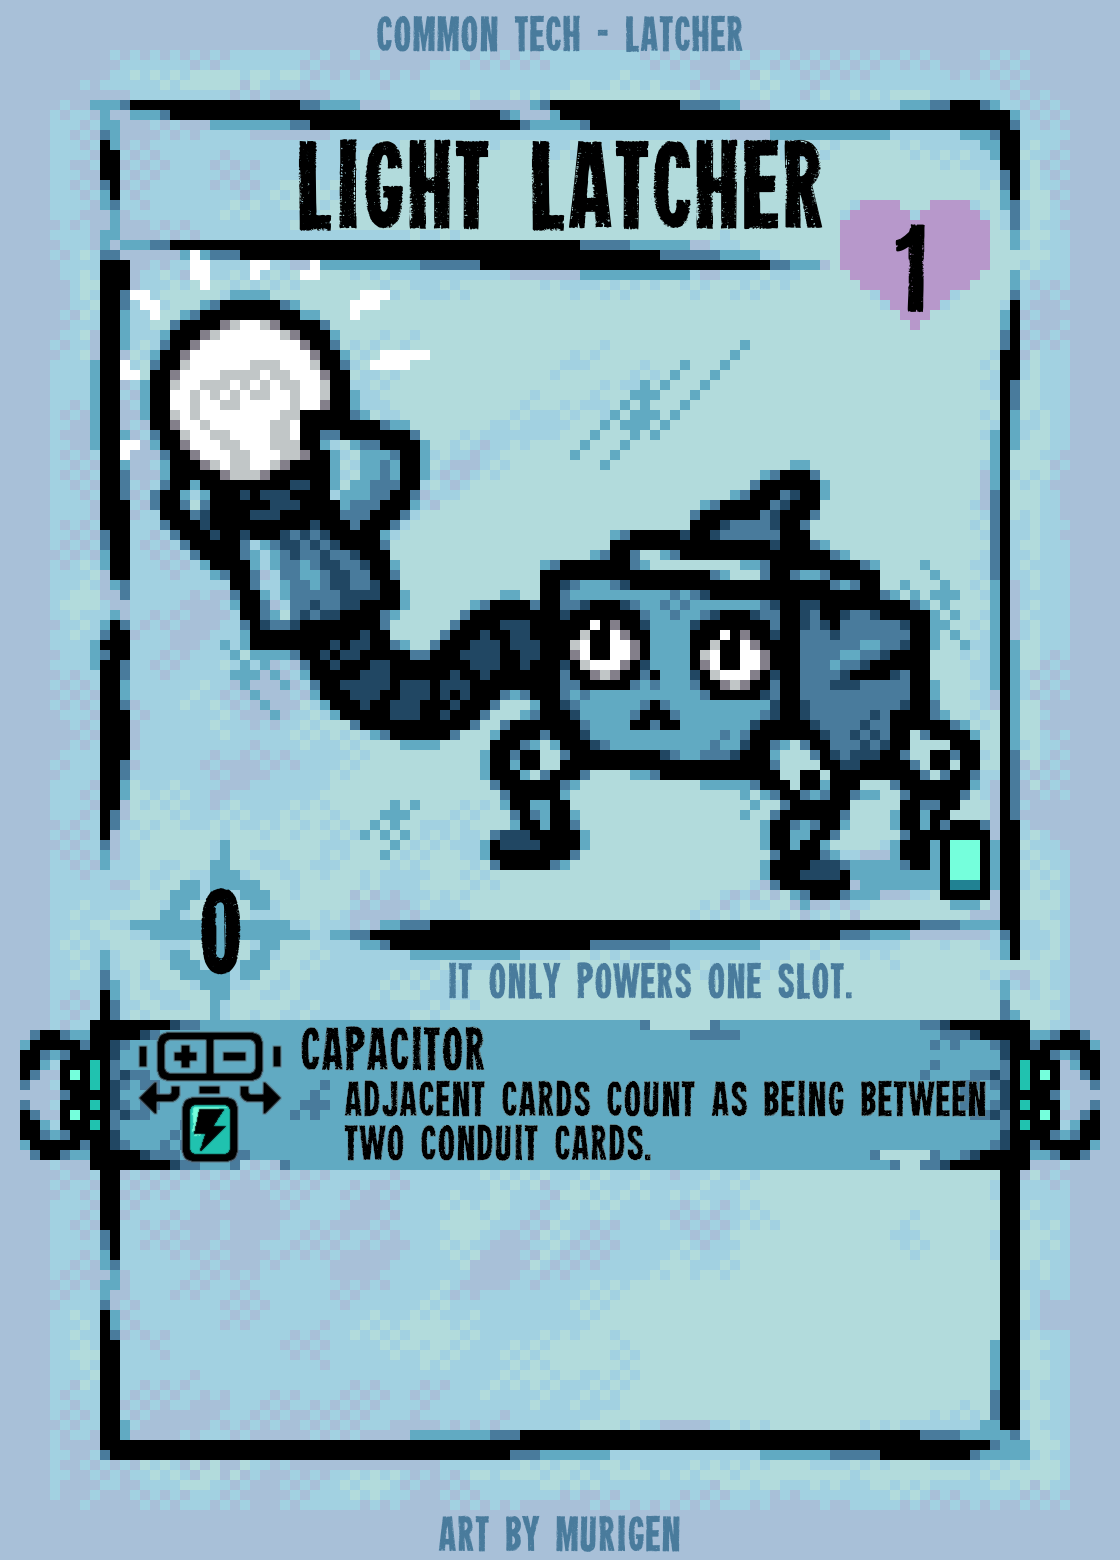 COMMON TECH - LATCHER
LIGHT LATCHER
1
0
IT ONLY POWERS ONE SLOT.
CAPACITOR
ADJACENT CARDS COUNT AS BEING BETWEEN
TWO CONDUIT CARDS.
ART BY MURIGEN